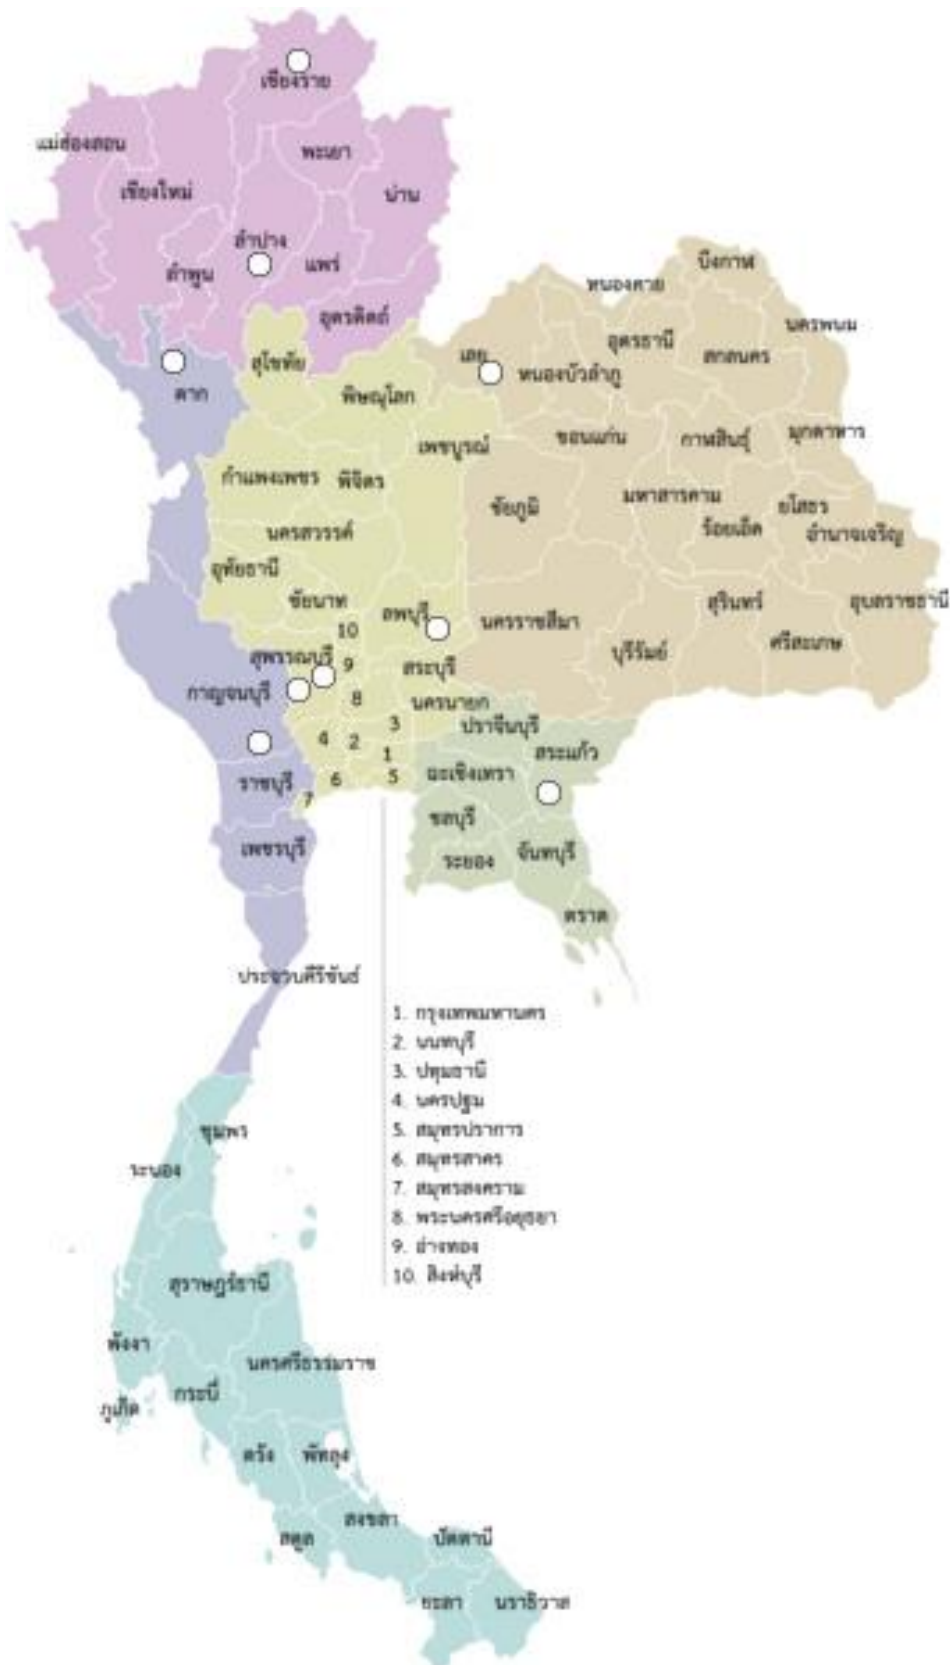 เชียงราย
แม่ฮ่องสอน
พะเยา
เชียงใหม่
น่าน
ลำปาง
ลำพูน
แพร่
อุตรดิตถ์
บึงกาฬ
หนองคาย
นครพนม
อุดรธานี
สกลนคร
เลย
หนองบัวลำภู
สุโขทัย
ตาก
พิษณุโลก
เพชบูรณ์
ขอนแก่น
กาฬสินธุ์
มุกดาหาร
กำแพงเพชร
พิจิตร
ชัยภูมิ
มหาสารคาม
ยโสธร
ร้อยเอ็ด
อำนาจเจริญ
นครสวรรค์
อุทัยธานี
ชัยนาท
ลพบุรี
นครราชสีมา
สุรินทร์
อุบลราชธานี
บุรีรัมย์
ศรีสะเกษ
10
สุพรรณบุรี
9
สระบุรี
กาญจนบุรี
8
นครนายก
3
ปราจีนบุรี
4
2
1
สระแก้ว
6
5
ฉะเชิงเทรา
ราชบุรี
7
ชลบุรี
เพชรบุรี
ระยอง
จันทบุรี
ตราด
ประจวบคีรีขันธ์
1. กรุงเทพมหานคร
2. นนทบุรี
3. ปทุมธานี
4. นครปฐม
5. สมุทรปราการ
6. สมุทรสาคร
7. สมุทรสงคราม
8. พระนครศรีอยุธยา
9. อ่างทอง
10. สิงห์บุรี
ชุมพร
ระนอง
สุราษฎร์ธานี
พังงา
นครศรีธรรมราช
กระบี่
ภูเก็ต
ตรัง
พัทลุง
สงขลา
สตูล
ปัตตานี
ยะลา
นราธิวาส